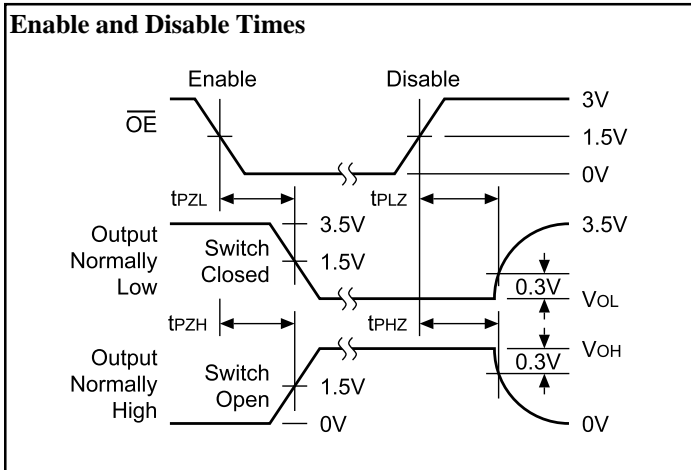 Enable and Disable Times
Enable
Disable
OE
3V
1.5V
0V
tPZL
tPLZ
Output
Normally
Low
Switch
Closed
3.5V
1.5V
3.5V
0.3V
VOL
tPZH
tPHZ
Output
Normally
High
Switch
Open
1.5V
0V
VOH
0.3V
0V